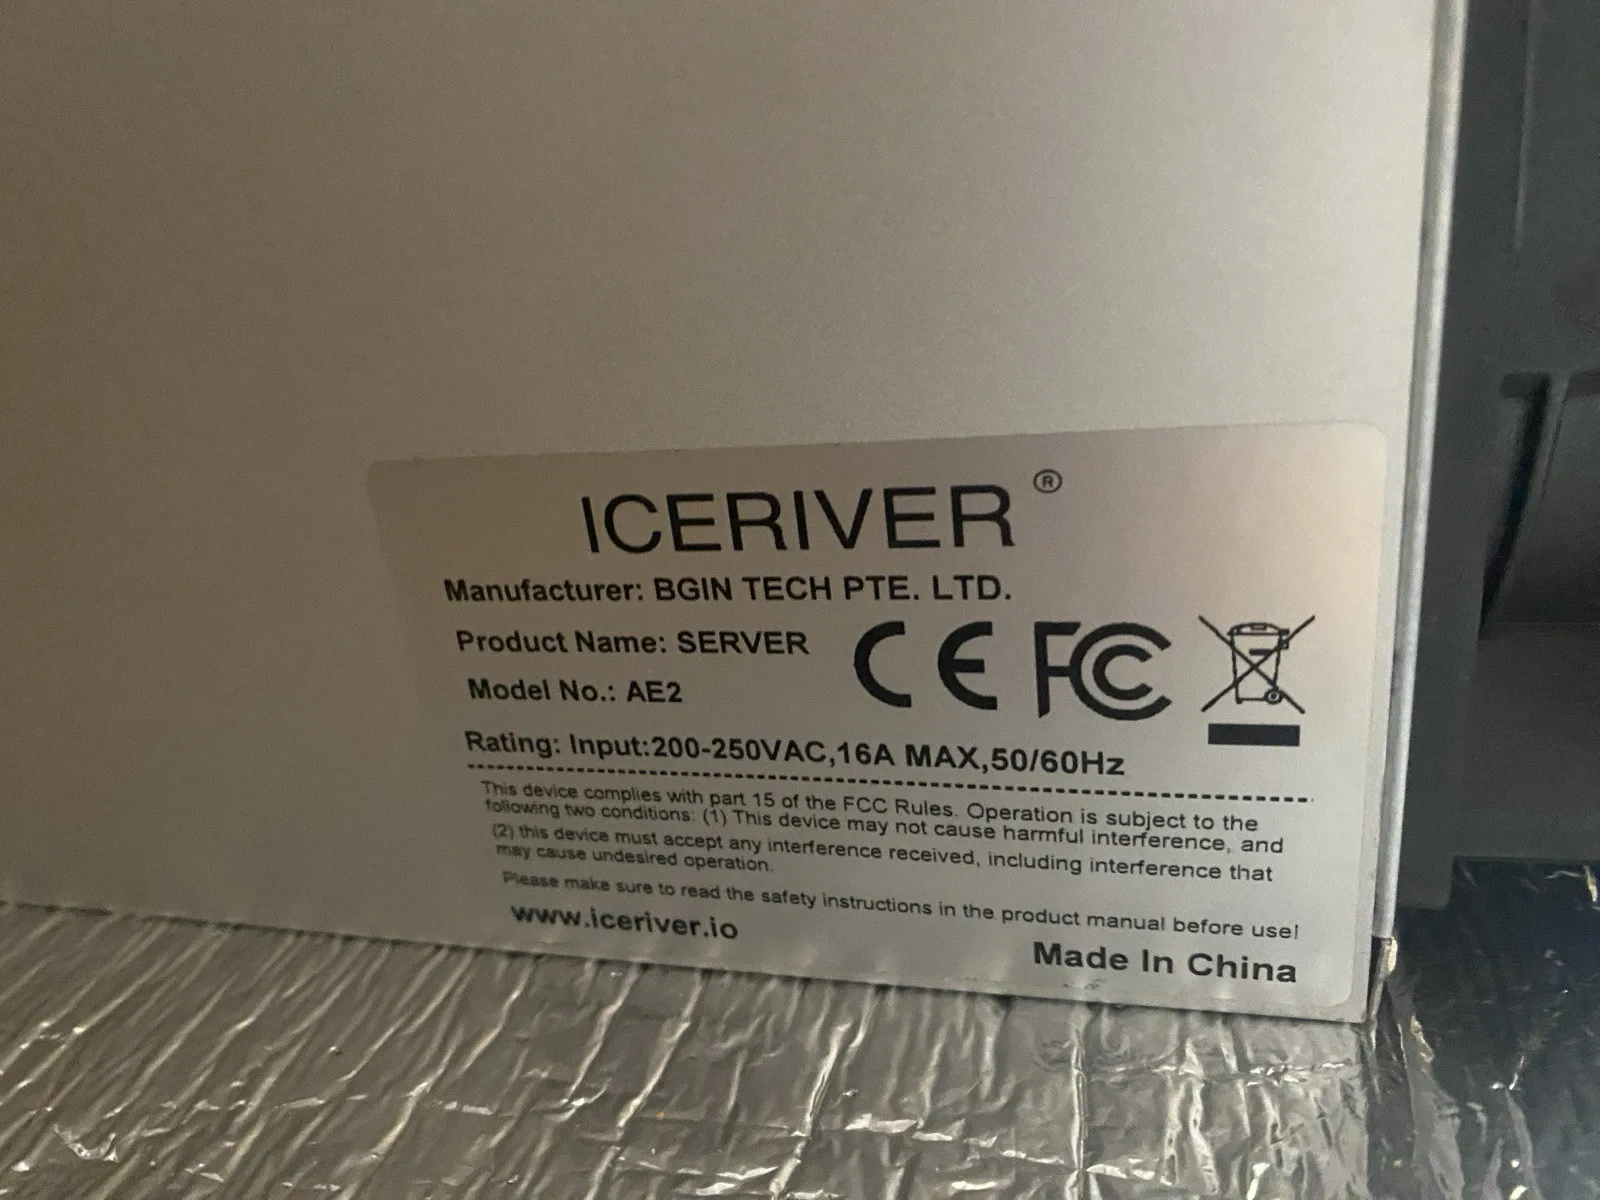 ICERIVER ®
Manufacturer: BGIN TECH PTE. LTD.
Product Name: SERVER
Model No.: AE2
CE FC
Rating: Input:200-250VAC,16A MAX,50/60Hz
This device complies with part 15 of the FCC Rules. Operation is subject to the
following two conditions: (1) This device may not cause harmful interference, and
(2) this device must accept any interference received, including interference that
may cause undesired operation.
Please make sure to read the safety instructions in the product manual before use!
www.iceriver.io
Made In China